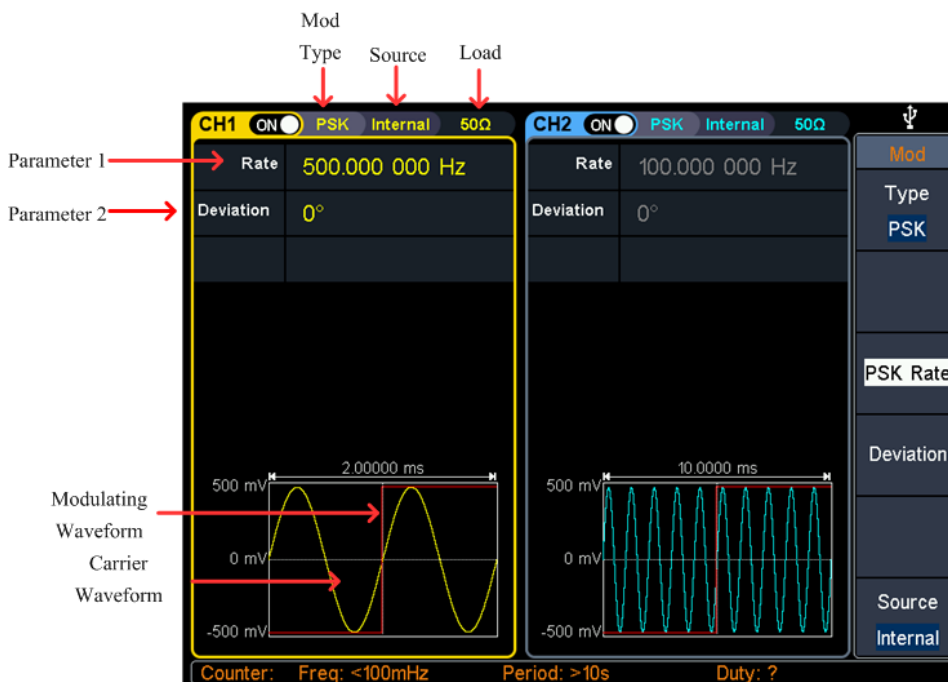 Mod
Type
Source
Load
CH1 ON PSK Internal 50Ω
CH2 ON PSK Internal 50Ω
Parameter 1
Rate 500.000 000 Hz
Parameter 2
Deviation 0°
Rate 100.000 000 Hz
Deviation 0°
Mod
Type
PSK
PSK Rate
Deviation
Source
Internal
2.00000 ms
500 mV
0 mV
-500 mV
10.0000 ms
500 mV
0 mV
-500 mV
Modulating
Waveform
Carrier
Waveform
Counter: Freq: <100mHz Period: >10s Duty: ?